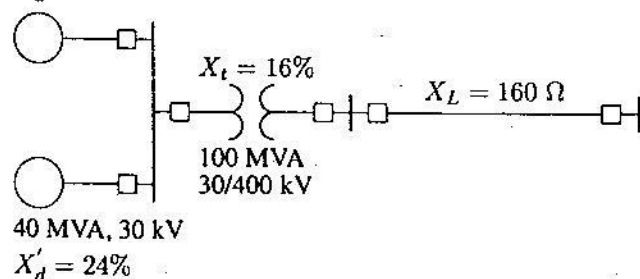 X_t = 16%
X_L = 160 Ω
100 MVA
30/400 kV
40 MVA, 30 kV
X'_d = 24%